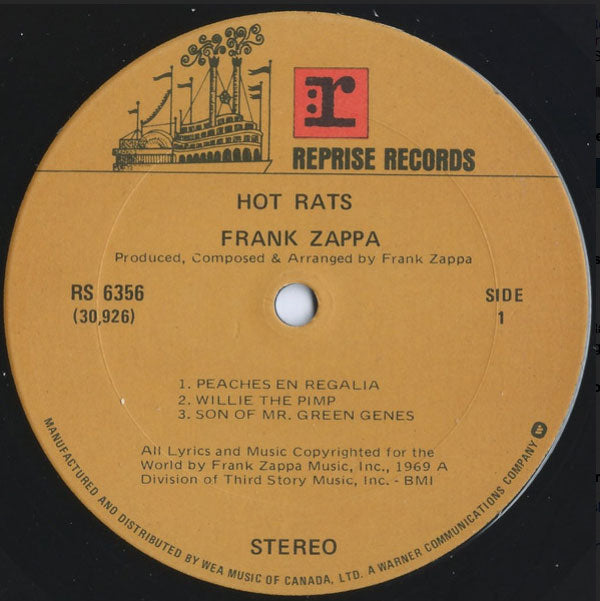 r
REPRISE RECORDS
HOT RATS
FRANK ZAPPA
Produced, Composed & Arranged by Frank Zappa
RS 6356
(30,926)
SIDE
1
1. PEACHES EN REGALIA
2. WILLIE THE PIMP
3. SON OF MR. GREEN GENES
All Lyrics and Music Copyrighted for the
World by Frank Zappa Music, Inc., 1969 A
Division of Third Story Music, Inc. - BMI
STEREO
MANUFACTURED AND DISTRIBUTED BY WEA MUSIC OF CANADA, LTD. A WARNER COMMUNICATIONS COMPANY